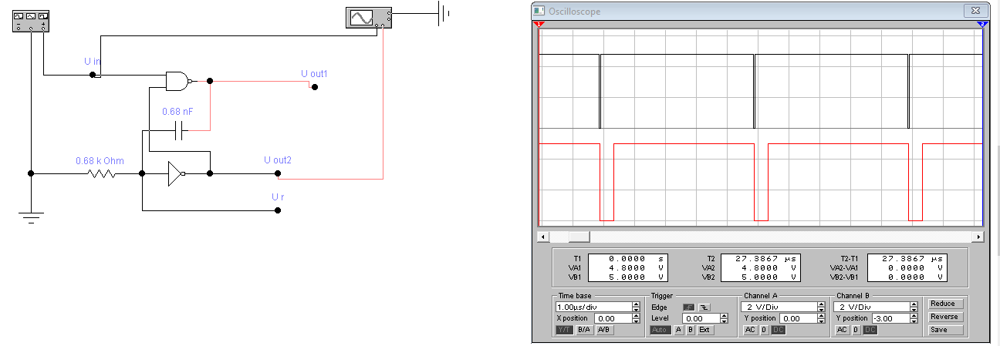 U in
U out1
0.68 nF
0.68 k Ohm
U out2
U r
Oscilloscope
1
2
T1 0.0000 s
VA1 4.8000 V
VB1 5.0000 V
T2 27.3867 µs
VA2 4.8000 V
VB2 5.0000 V
T2-T1 27.3867 µs
VA2-VA1 0.0000 V
VB2-VB1 0.0000 V
Time base
1.00µs/div
X position 0.00
Y/T B/A A/B
Trigger
Edge
Level 0.00
Auto A B Ext
Channel A
2 V/Div
Y position 0.00
AC 0 DC
Channel B
2 V/Div
Y position -3.00
AC 0 DC
Reduce
Reverse
Save